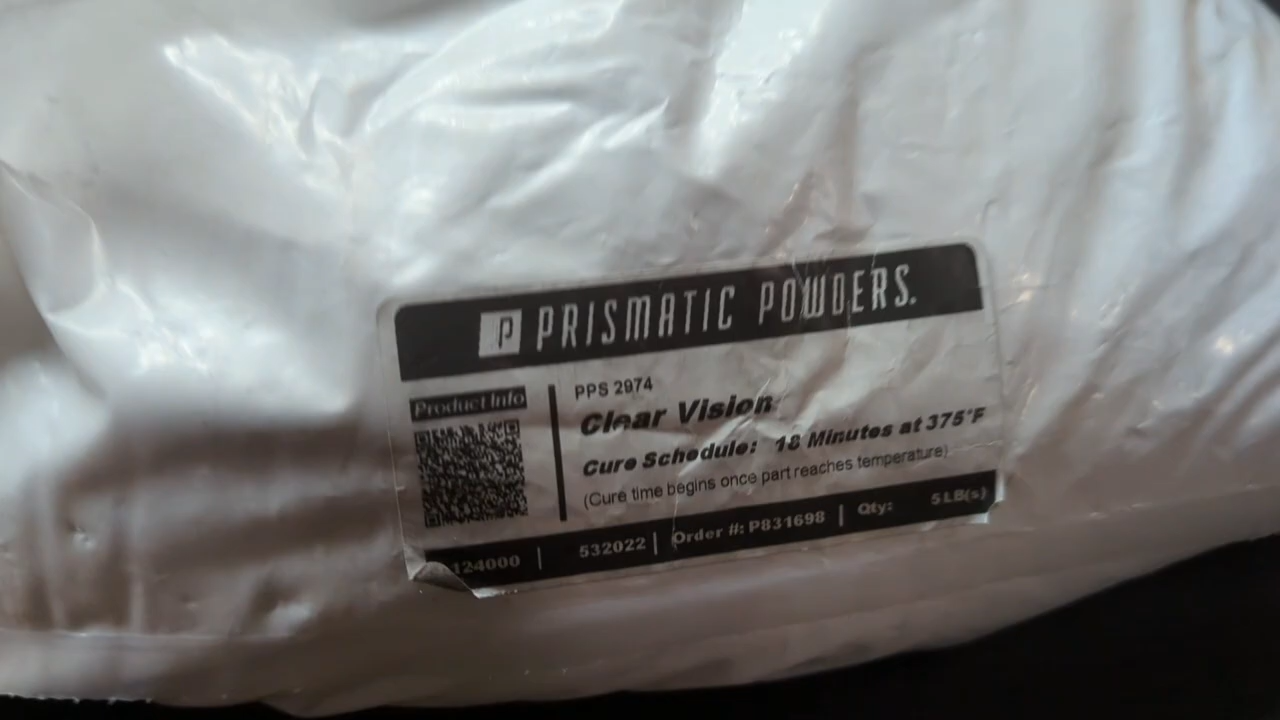 P PRISMATIC POWDERS.
Product Info
PPS 2974
Clear Vision
Cure Schedule: 18 Minutes at 375°F
(Cure time begins once part reaches temperature)
124000 | 532022 | Order #: P831698 | Qty: 5 LB(s)